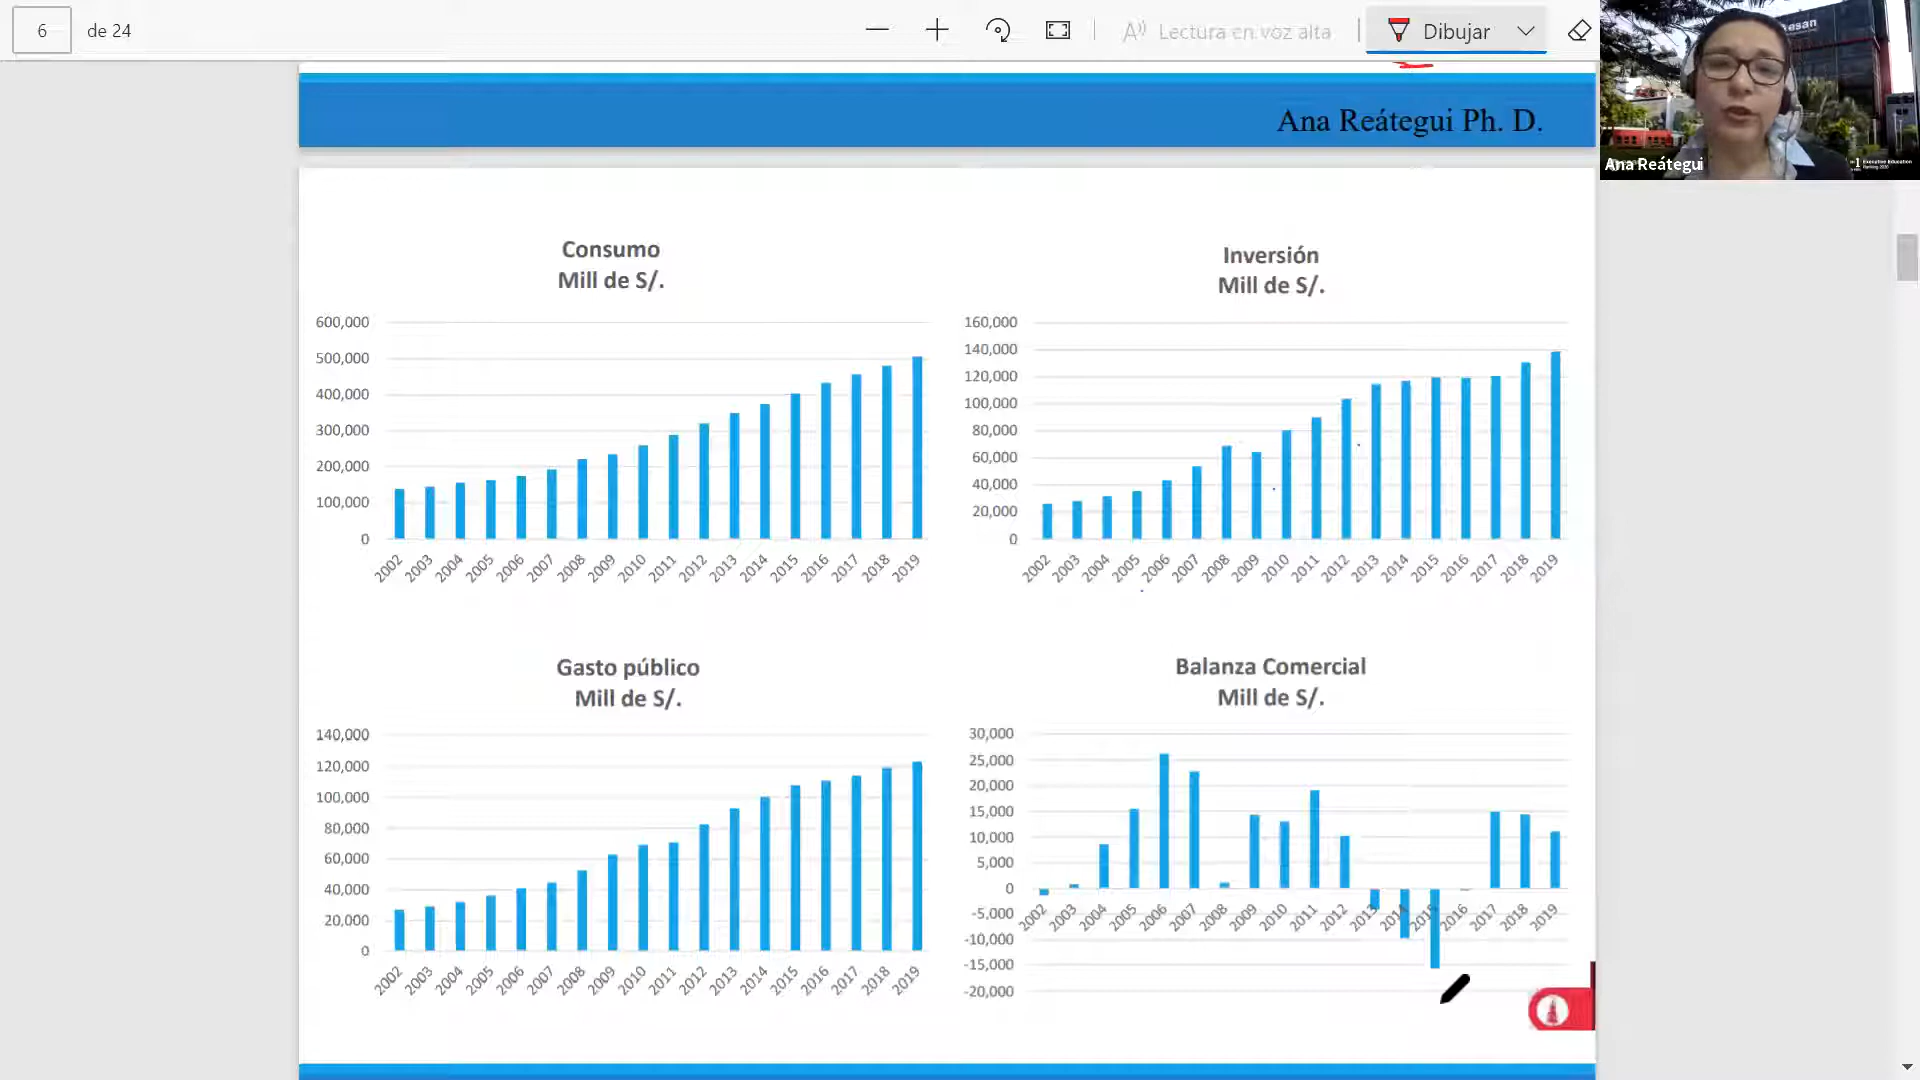 6 de 24
Lectura en voz alta
Dibujar
esan
Ana Reátegui
Ana Reátegui Ph. D.
Consumo
Mill de S/.
600,000
500,000
400,000
300,000
200,000
100,000
0
2002 2003 2004 2005 2006 2007 2008 2009 2010 2011 2012 2013 2014 2015 2016 2017 2018 2019
Inversión
Mill de S/.
160,000
140,000
120,000
100,000
80,000
60,000
40,000
20,000
0
2002 2003 2004 2005 2006 2007 2008 2009 2010 2011 2012 2013 2014 2015 2016 2017 2018 2019
Gasto público
Mill de S/.
140,000
120,000
100,000
80,000
60,000
40,000
20,000
0
2002 2003 2004 2005 2006 2007 2008 2009 2010 2011 2012 2013 2014 2015 2016 2017 2018 2019
Balanza Comercial
Mill de S/.
30,000
25,000
20,000
15,000
10,000
5,000
0
-5,000
-10,000
-15,000
-20,000
2002 2003 2004 2005 2006 2007 2008 2009 2010 2011 2012 2013 2014 2015 2016 2017 2018 2019